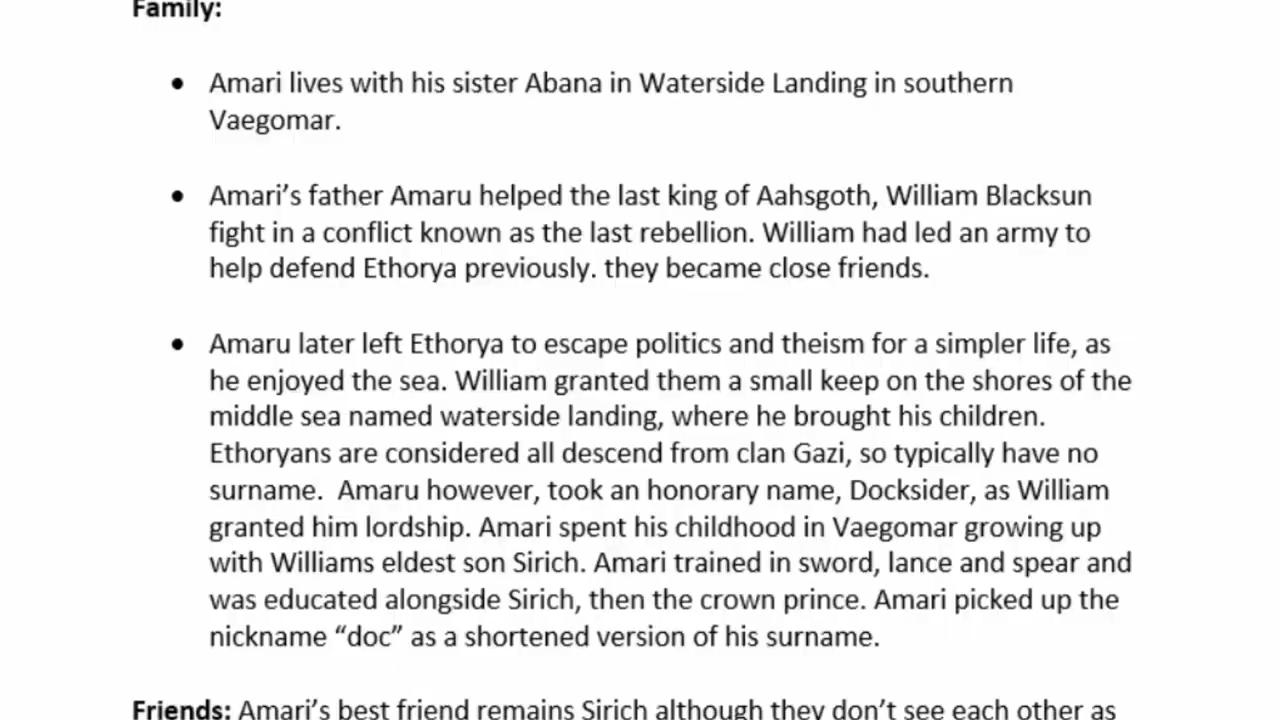 Family:
• Amari lives with his sister Abana in Waterside Landing in southern
Vaegomar.
• Amari’s father Amaru helped the last king of Aahsgoth, William Blacksun
fight in a conflict known as the last rebellion. William had led an army to
help defend Ethorya previously. they became close friends.
• Amaru later left Ethorya to escape politics and theism for a simpler life, as
he enjoyed the sea. William granted them a small keep on the shores of the
middle sea named waterside landing, where he brought his children.
Ethoryans are considered all descend from clan Gazi, so typically have no
surname.  Amaru however, took an honorary name, Docksider, as William
granted him lordship. Amari spent his childhood in Vaegomar growing up
with Williams eldest son Sirich. Amari trained in sword, lance and spear and
was educated alongside Sirich, then the crown prince. Amari picked up the
nickname “doc” as a shortened version of his surname.
Friends: Amari’s best friend remains Sirich although they don’t see each other as